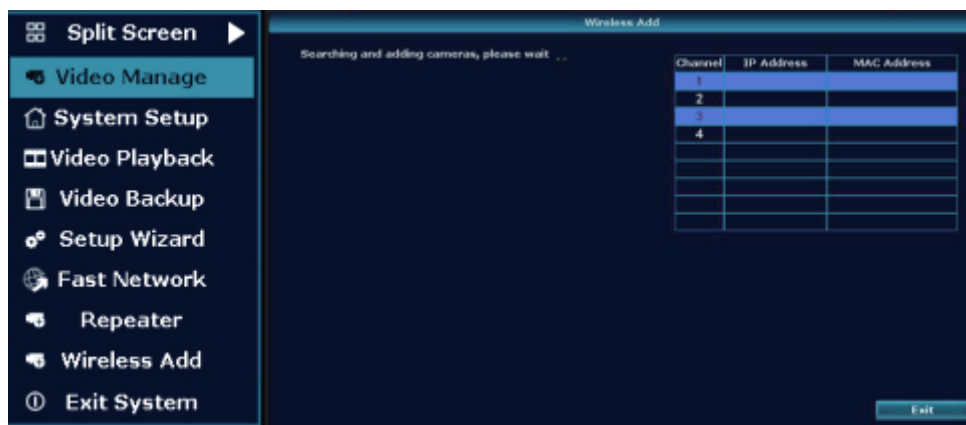 Split Screen
Video Manage
System Setup
Video Playback
Video Backup
Setup Wizard
Fast Network
Repeater
Wireless Add
Exit System
Wireless Add
Searching and adding cameras, please wait ..
Channel IP Address MAC Address
1
2
3
4
Exit